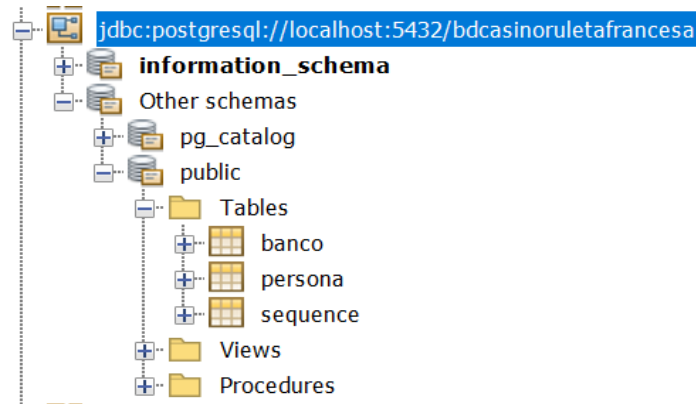 jdbc:postgresql://localhost:5432/bdcasinoruletafrancesa
information_schema
Other schemas
pg_catalog
public
Tables
banco
persona
sequence
Views
Procedures